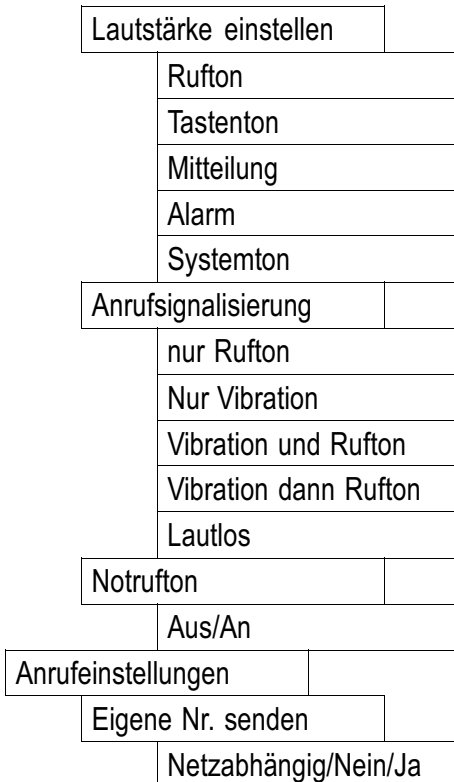 Lautstärke einstellen
Rufton
Tastenton
Mitteilung
Alarm
Systemton
Anrufsignalisierung
nur Rufton
Nur Vibration
Vibration und Rufton
Vibration dann Rufton
Lautlos
Notrufton
Aus/An
Anrufeinstellungen
Eigene Nr. senden
Netzabhängig/Nein/Ja